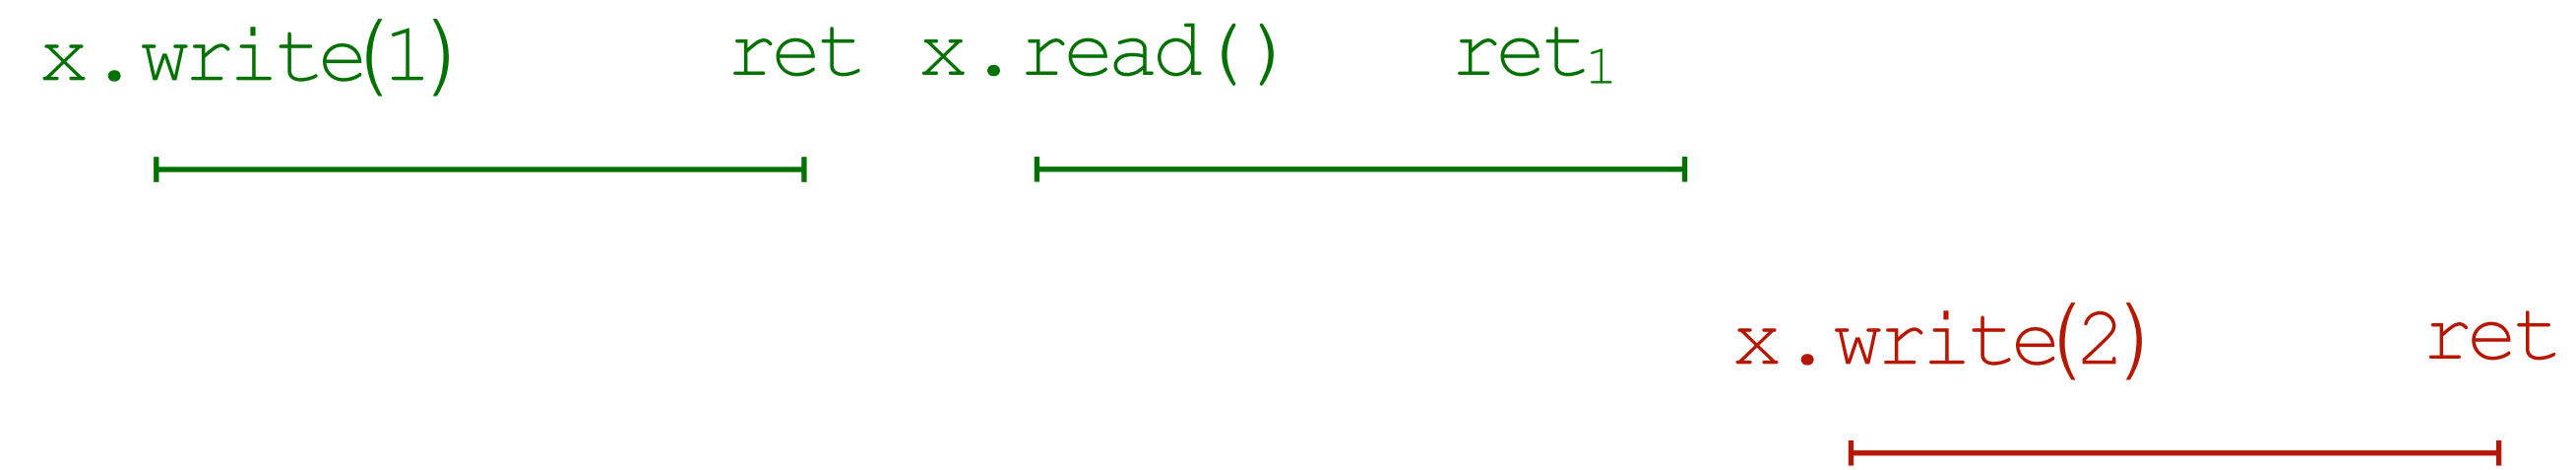 x.write(1) ret x.read() ret₁
x.write(2) ret